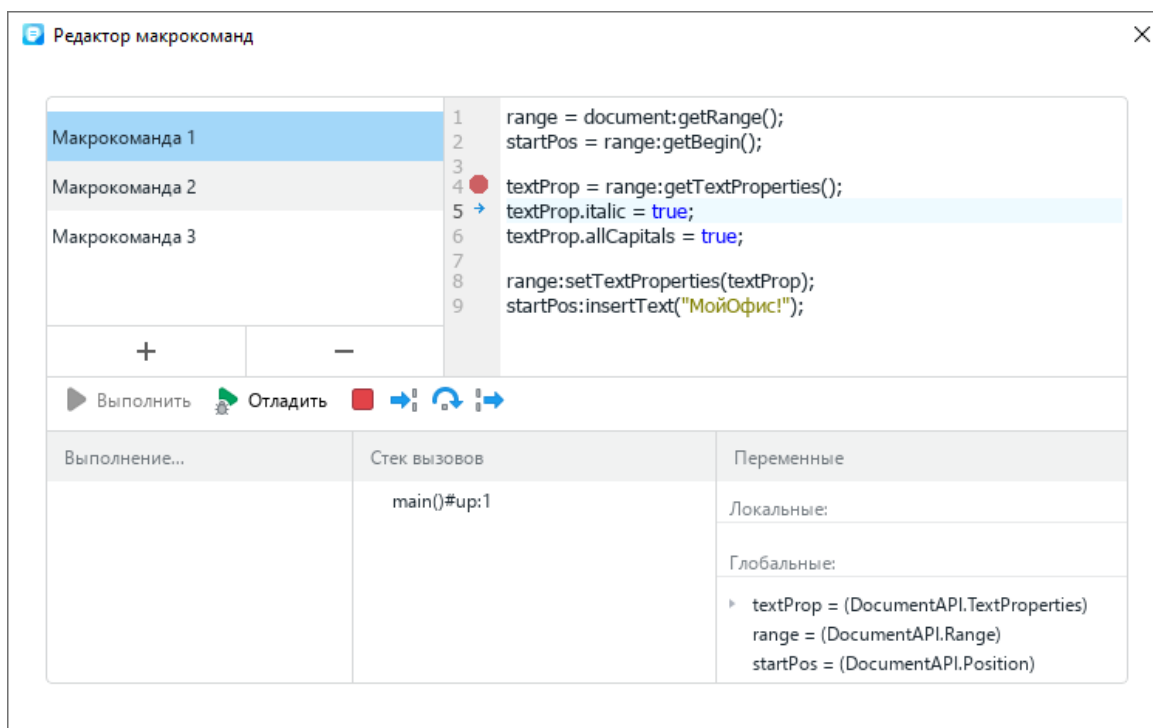 Редактор макрокоманд
Макрокоманда 1
Макрокоманда 2
Макрокоманда 3
1 range = document:getRange();
2 startPos = range:getBegin();
3
4 textProp = range:getTextProperties();
5 textProp.italic = true;
6 textProp.allCapitals = true;
7
8 range:setTextProperties(textProp);
9 startPos:insertText("МойОфис!");
+ −
Выполнить Отладить
Выполнение...
Стек вызовов
main()#up:1
Переменные
Локальные:
Глобальные:
textProp = (DocumentAPI.TextProperties)
range = (DocumentAPI.Range)
startPos = (DocumentAPI.Position)